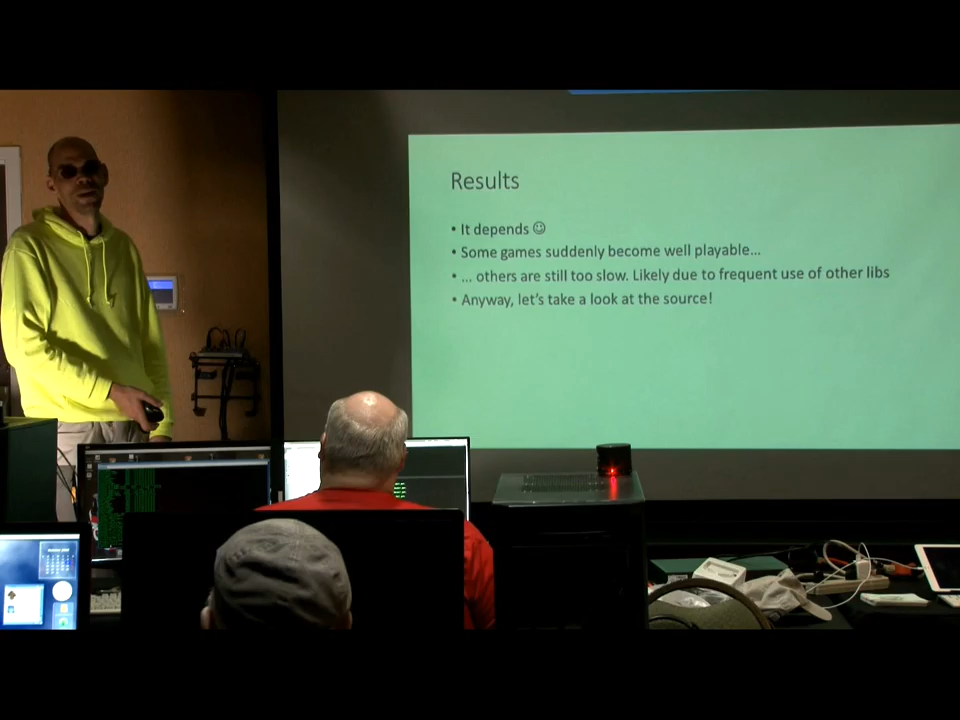 Results
• It depends ☺
• Some games suddenly become well playable...
• ... others are still too slow. Likely due to frequent use of other libs
• Anyway, let's take a look at the source!